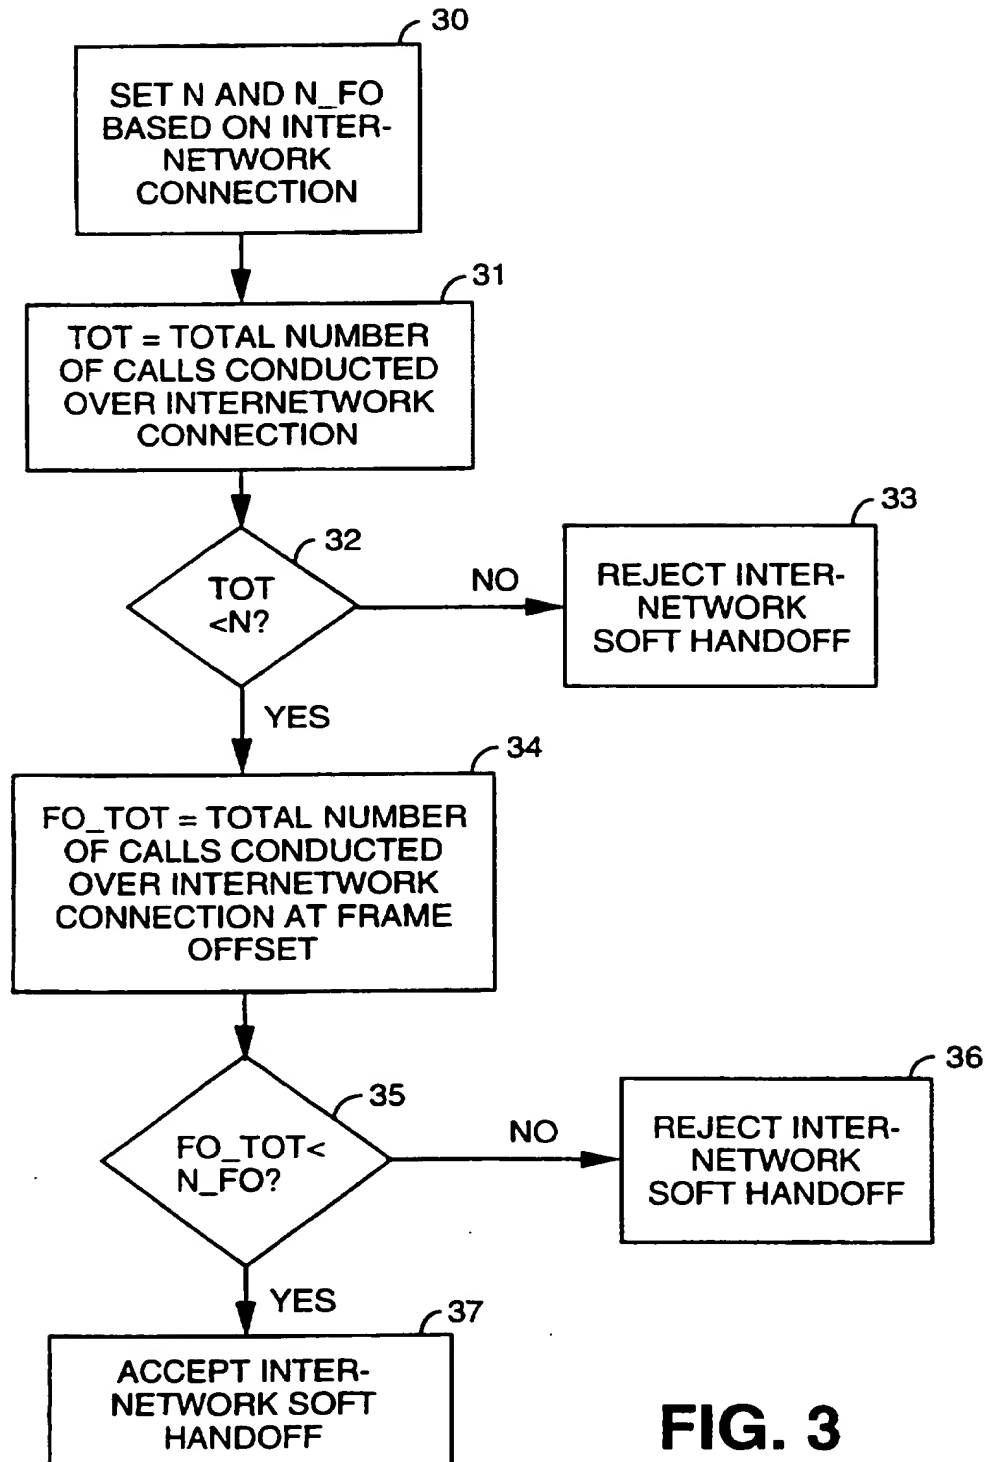 30
SET N AND N_FO
BASED ON INTER-
NETWORK
CONNECTION
31
TOT = TOTAL NUMBER
OF CALLS CONDUCTED
OVER INTERNETWORK
CONNECTION
32
TOT
<N?
NO
33
REJECT INTER-
NETWORK
SOFT HANDOFF
YES
34
FO_TOT = TOTAL NUMBER
OF CALLS CONDUCTED
OVER INTERNETWORK
CONNECTION AT FRAME
OFFSET
35
FO_TOT<
N_FO?
NO
36
REJECT INTER-
NETWORK
SOFT HANDOFF
YES
37
ACCEPT INTER-
NETWORK SOFT
HANDOFF
FIG. 3